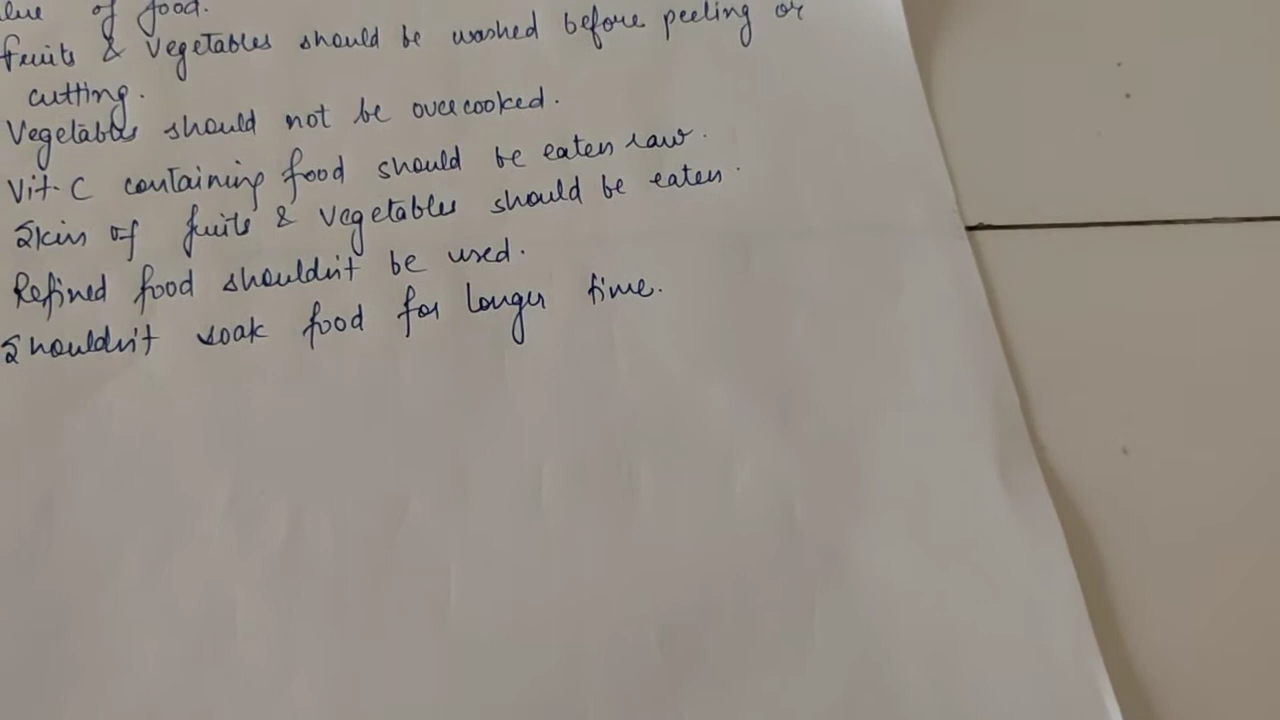 of food.
fruits & Vegetables should be washed before peeling or
cutting.
Vegetables should not be overcooked.
Vit. C containing food should be eaten raw.
Skin of fruits & vegetables should be eaten.
Refined food shouldn't be used.
Shouldn't soak food for longer time.